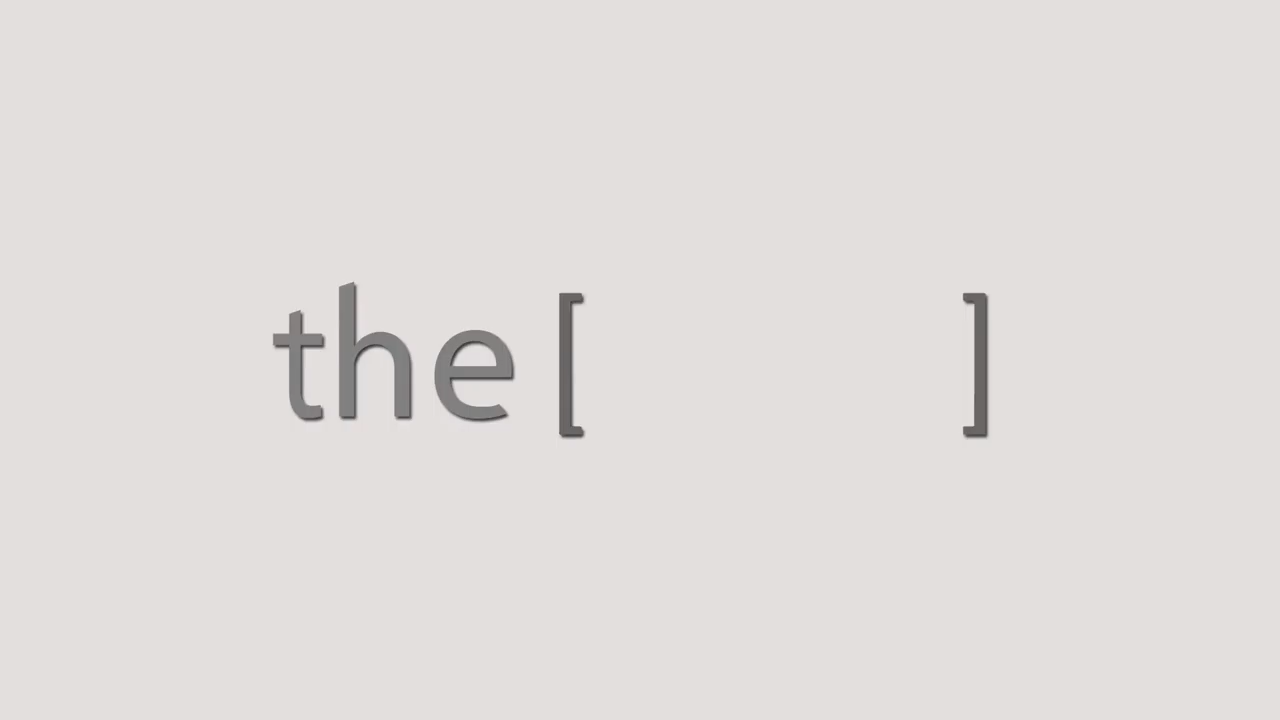 the [ ]